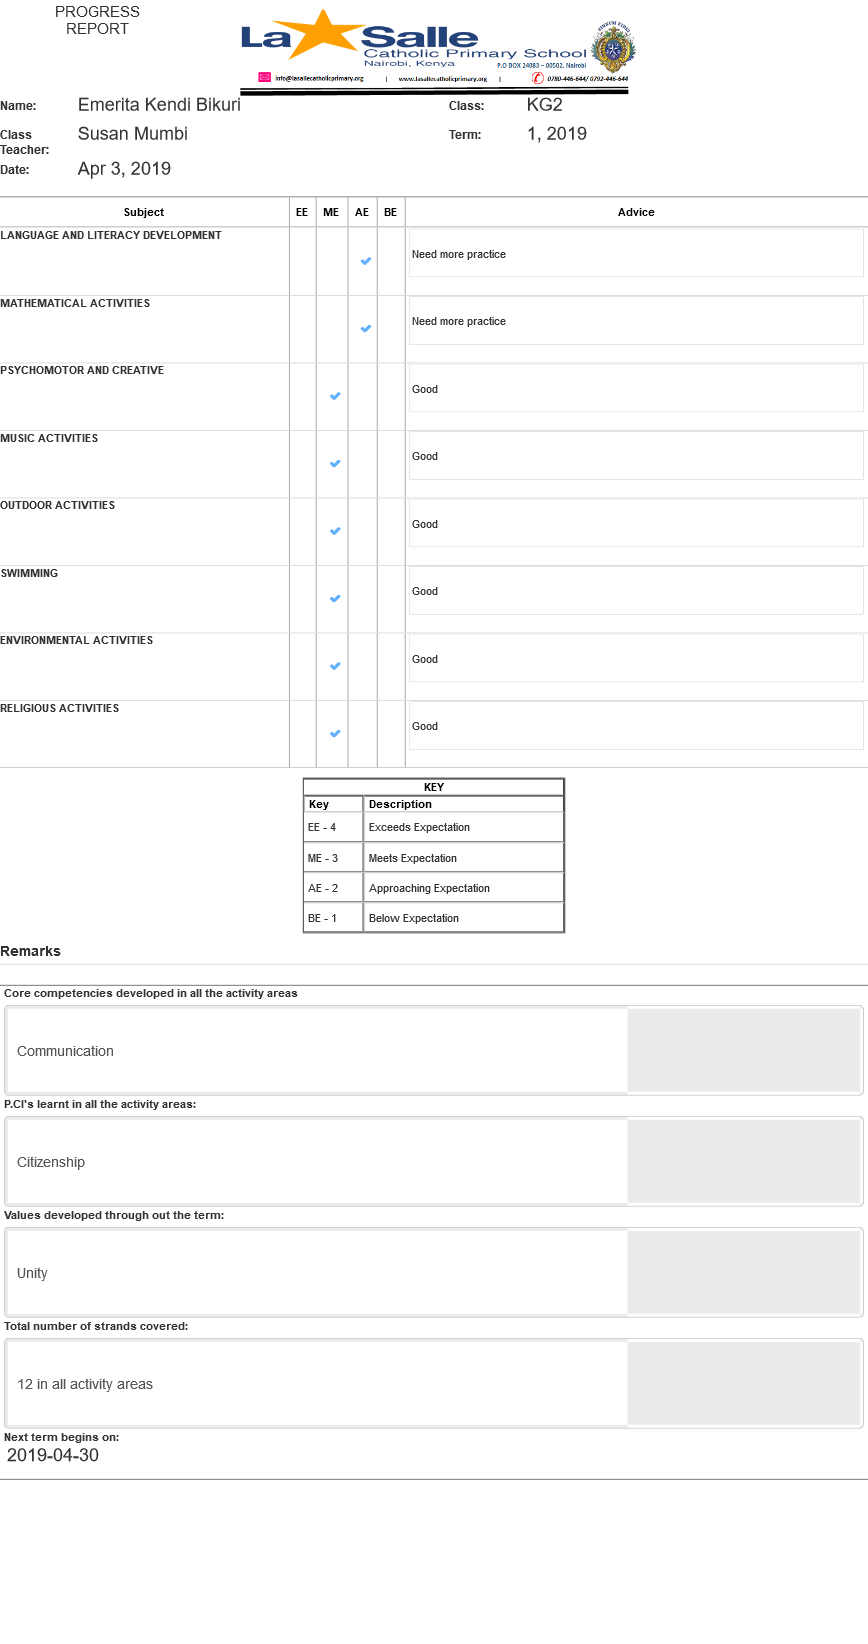 PROGRESS
REPORT
La Salle
Catholic Primary School
Nairobi, Kenya
P.O BOX 24083 – 00502, Nairobi
info@lasallecatholicprimary.org | www.lasallecatholicprimary.org | 0780-446-644/ 0792-446-644
Name: Emerita Kendi Bikuri Class: KG2
Class Teacher: Susan Mumbi Term: 1, 2019
Date: Apr 3, 2019
Subject EE ME AE BE Advice
LANGUAGE AND LITERACY DEVELOPMENT
Need more practice
MATHEMATICAL ACTIVITIES
Need more practice
PSYCHOMOTOR AND CREATIVE
Good
MUSIC ACTIVITIES
Good
OUTDOOR ACTIVITIES
Good
SWIMMING
Good
ENVIRONMENTAL ACTIVITIES
Good
RELIGIOUS ACTIVITIES
Good
KEY
Key Description
EE - 4 Exceeds Expectation
ME - 3 Meets Expectation
AE - 2 Approaching Expectation
BE - 1 Below Expectation
Remarks
Core competencies developed in all the activity areas
Communication
P.CI's learnt in all the activity areas:
Citizenship
Values developed through out the term:
Unity
Total number of strands covered:
12 in all activity areas
Next term begins on:
2019-04-30